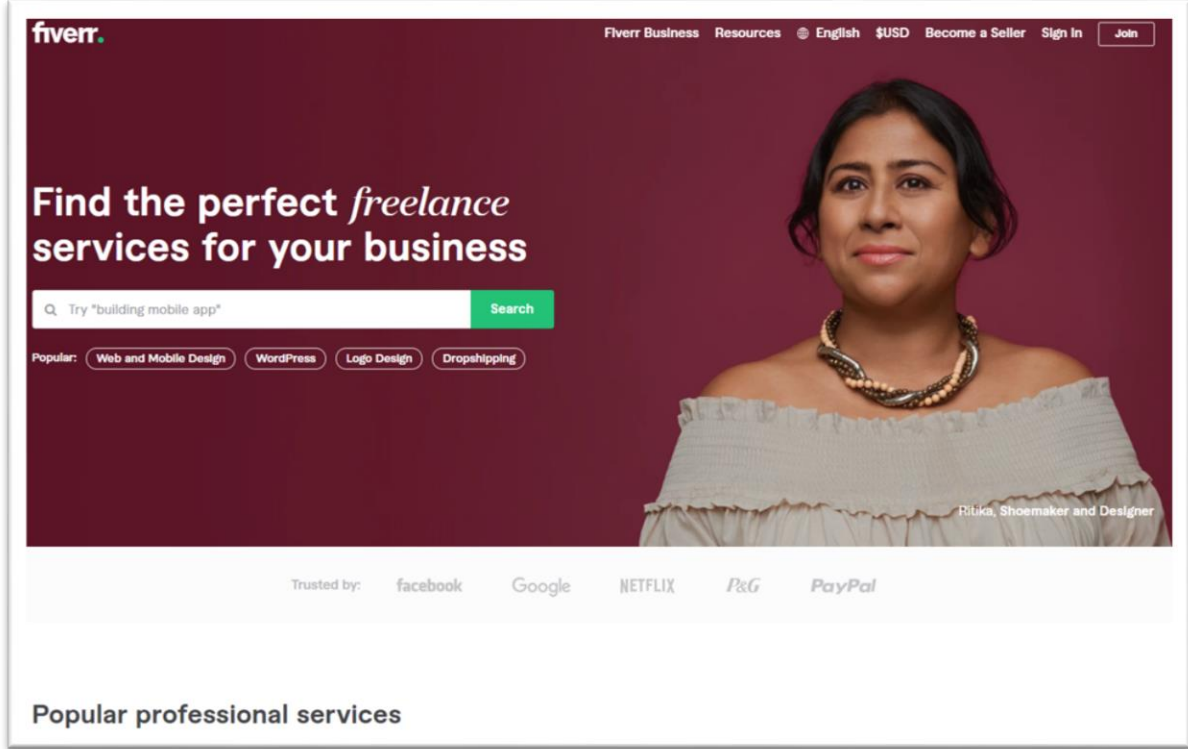 fiverr.
Fiverr Business Resources English $USD Become a Seller Sign In Join
Find the perfect freelance
services for your business
Try "building mobile app" Search
Popular: Web and Mobile Design WordPress Logo Design Dropshipping
Ritika, Shoemaker and Designer
Trusted by: facebook Google NETFLIX P&G PayPal
Popular professional services